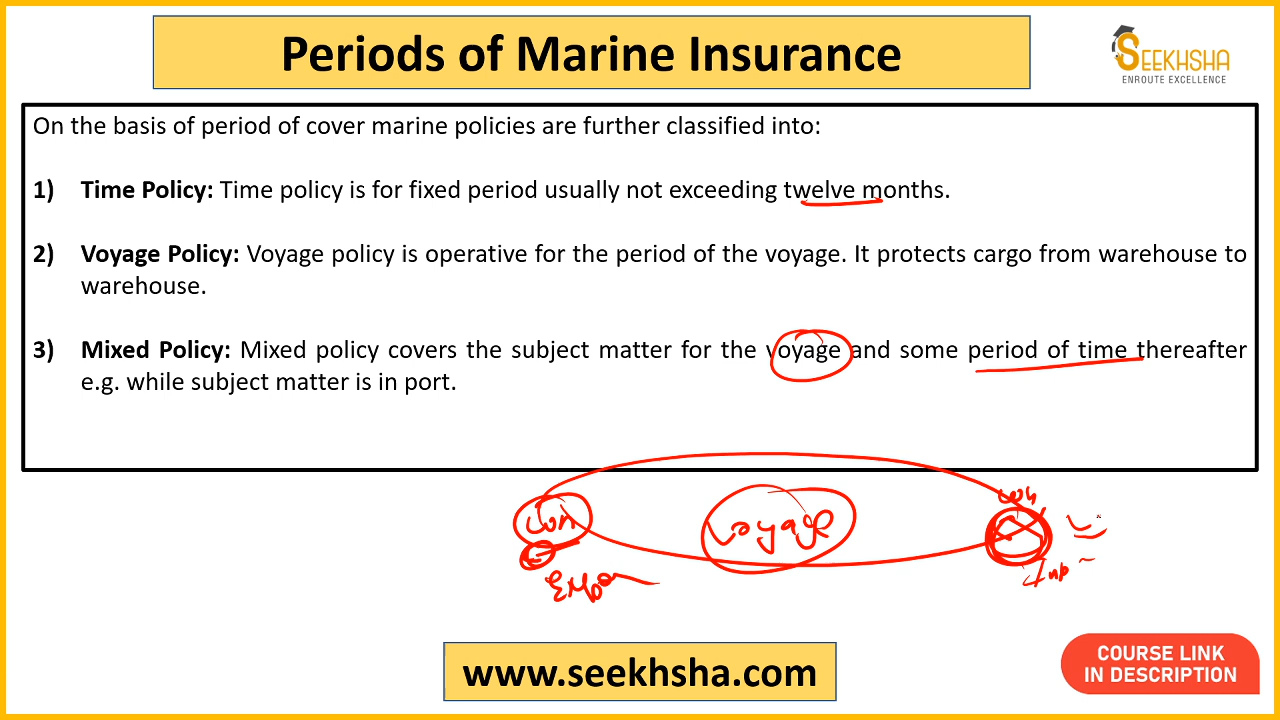 Periods of Marine Insurance
SEEKHSHA
ENROUTE EXCELLENCE
On the basis of period of cover marine policies are further classified into:
1) Time Policy: Time policy is for fixed period usually not exceeding twelve months.
2) Voyage Policy: Voyage policy is operative for the period of the voyage. It protects cargo from warehouse to
warehouse.
3) Mixed Policy: Mixed policy covers the subject matter for the voyage and some period of time thereafter
e.g. while subject matter is in port.
Voyage
www.seekhsha.com
COURSE LINK
IN DESCRIPTION